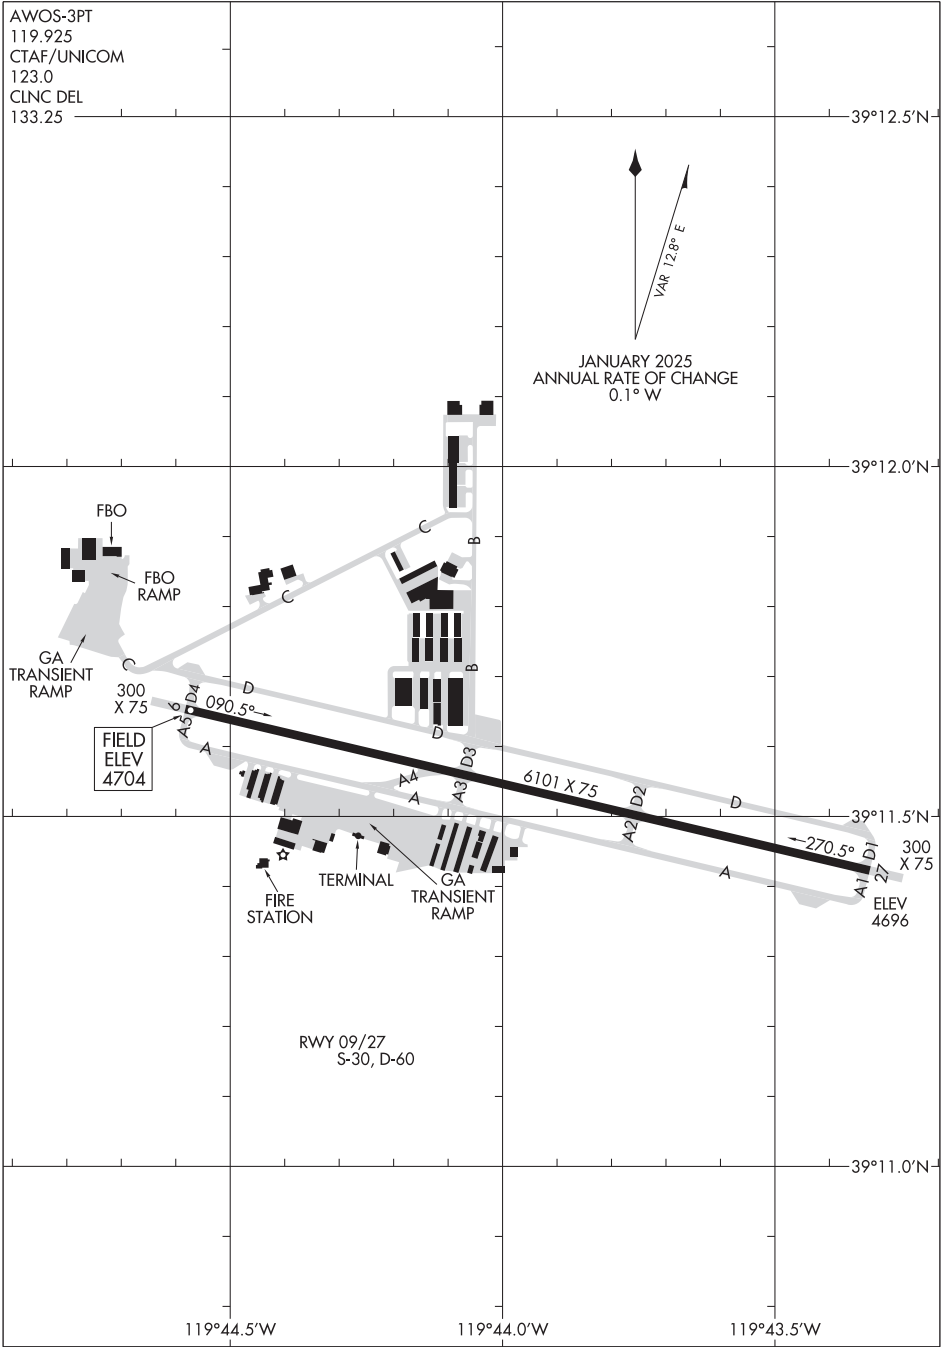 AWOS-3PT
119.925
CTAF/UNICOM
123.0
CLNC DEL
133.25
39°12.5'N
VAR 12.8° E
JANUARY 2025
ANNUAL RATE OF CHANGE
0.1° W
39°12.0'N
C
B
FBO
FBO
RAMP
C
GA
TRANSIENT
RAMP
C
B
D
D4
300
X 75
9
090.5°
A5
FIELD
ELEV
4704
A
D
D3
A4
A
A3
6101 X 75
D2
D
39°11.5'N
A2
270.5°
D1
300
X 75
27
A1
A
ELEV
4696
TERMINAL
GA
TRANSIENT
RAMP
FIRE
STATION
RWY 09/27
S-30, D-60
39°11.0'N
119°44.5'W
119°44.0'W
119°43.5'W